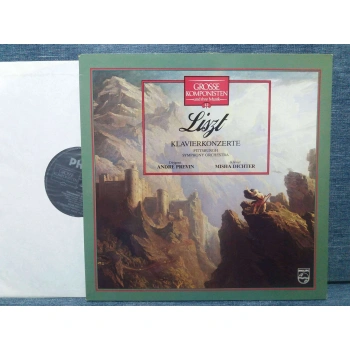 GROSSE
KOMPONISTEN
und ihre Musik
Liszt
KLAVIERKONZERTE
PITTSBURGH
SYMPHONY ORCHESTRA
ANDRÉ PREVIN
MISHA DICHTER
PHILIPS